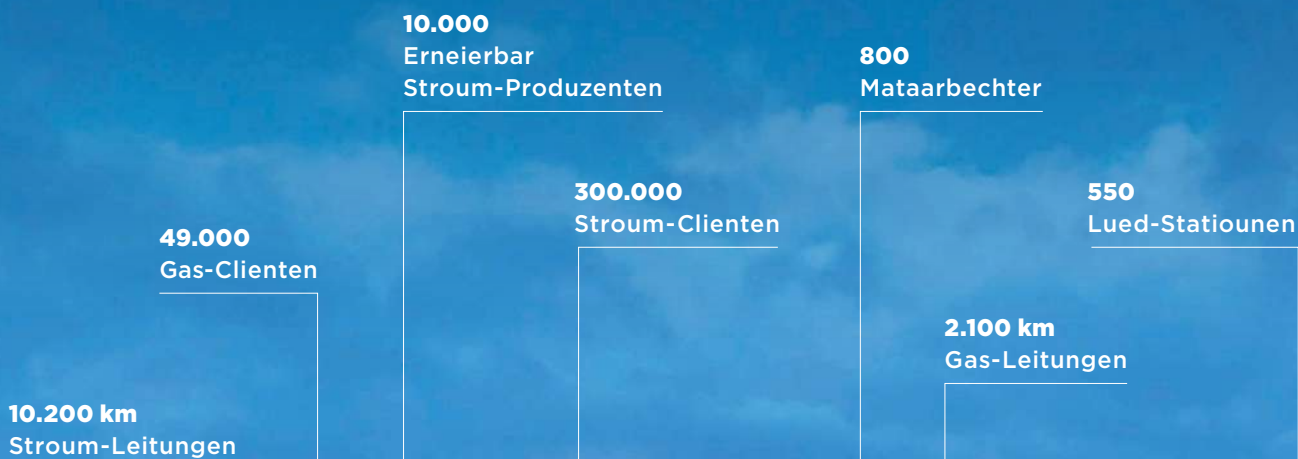 10.000
Erneierbar
Stroum-Produzenten
800
Mataarbechter
300.000
Stroum-Clienten
550
Lued-Statiounen
49.000
Gas-Clienten
2.100 km
Gas-Leitungen
10.200 km
Stroum-Leitungen